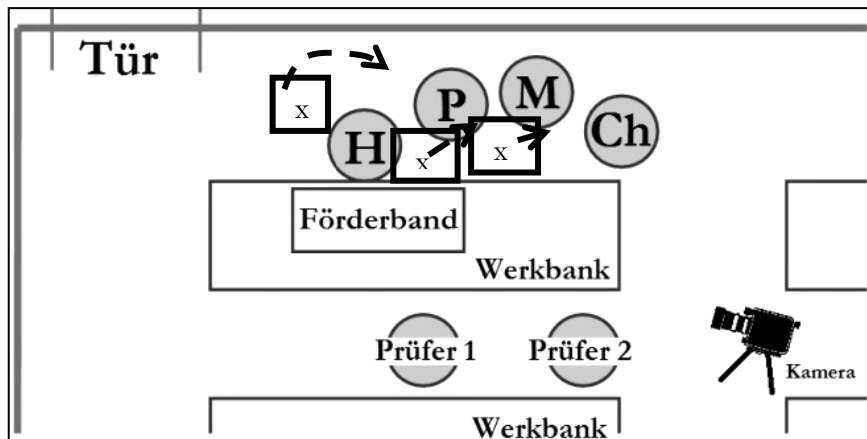 Tür
x
P
M
Ch
H
x
x
Förderband
Werkbank
Prüfer 1
Prüfer 2
Kamera
Werkbank